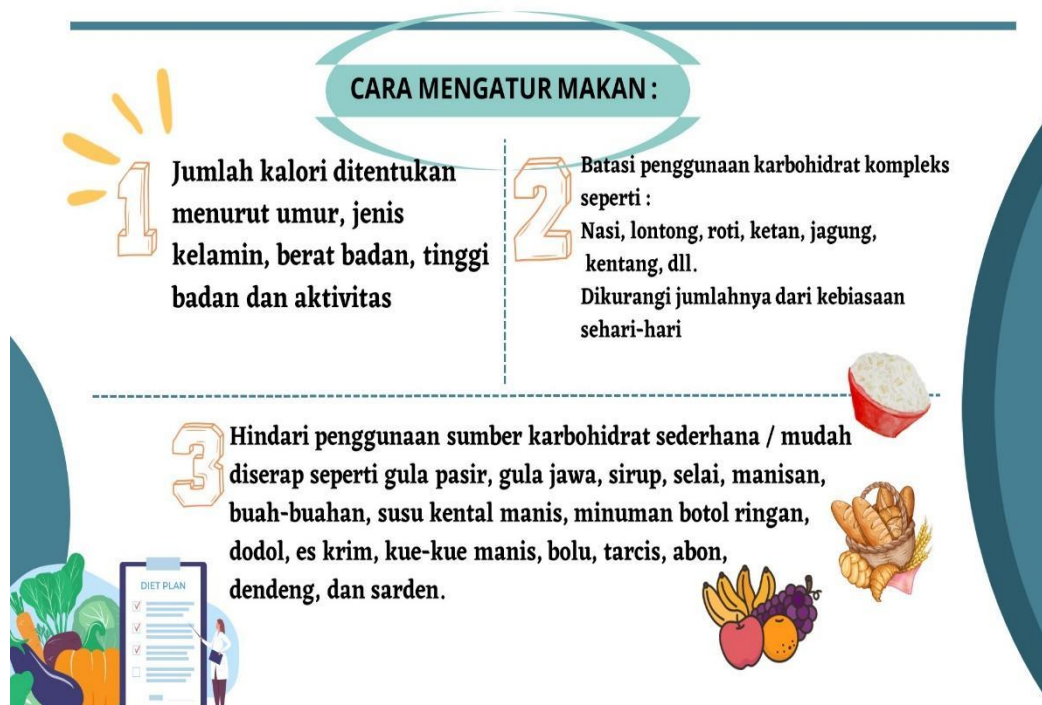 CARA MENGATUR MAKAN :
1
Jumlah kalori ditentukan
menurut umur, jenis
kelamin, berat badan, tinggi
badan dan aktivitas
2
Batasi penggunaan karbohidrat kompleks
seperti :
Nasi, lontong, roti, ketan, jagung,
kentang, dll.
Dikurangi jumlahnya dari kebiasaan
sehari-hari
3
Hindari penggunaan sumber karbohidrat sederhana / mudah
diserap seperti gula pasir, gula jawa, sirup, selai, manisan,
buah-buahan, susu kental manis, minuman botol ringan,
dodol, es krim, kue-kue manis, bolu, tarcis, abon,
dendeng, dan sarden.
DIET PLAN